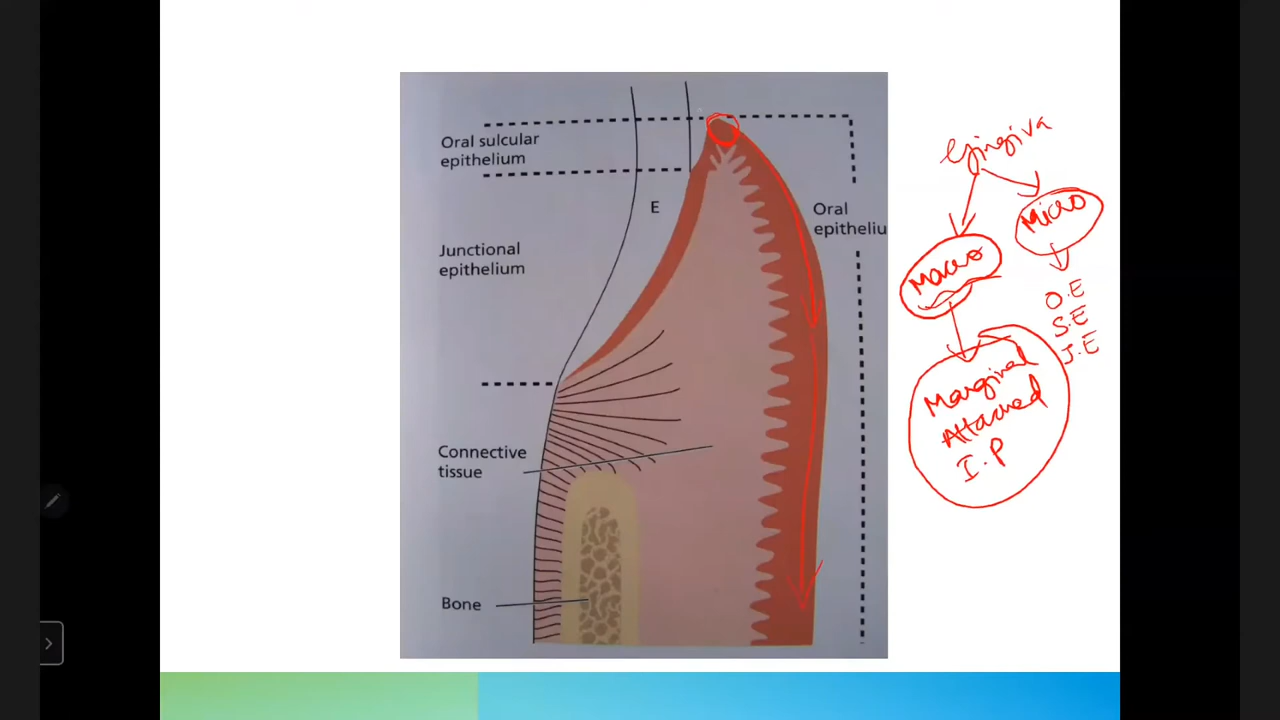 Oral sulcular
epithelium
E
Junctional
epithelium
Connective
tissue
Bone
Oral
epitheliu
Gingiva
Macro
Micro
O.E
S.E
J.E
Marginal
Attached
I.P